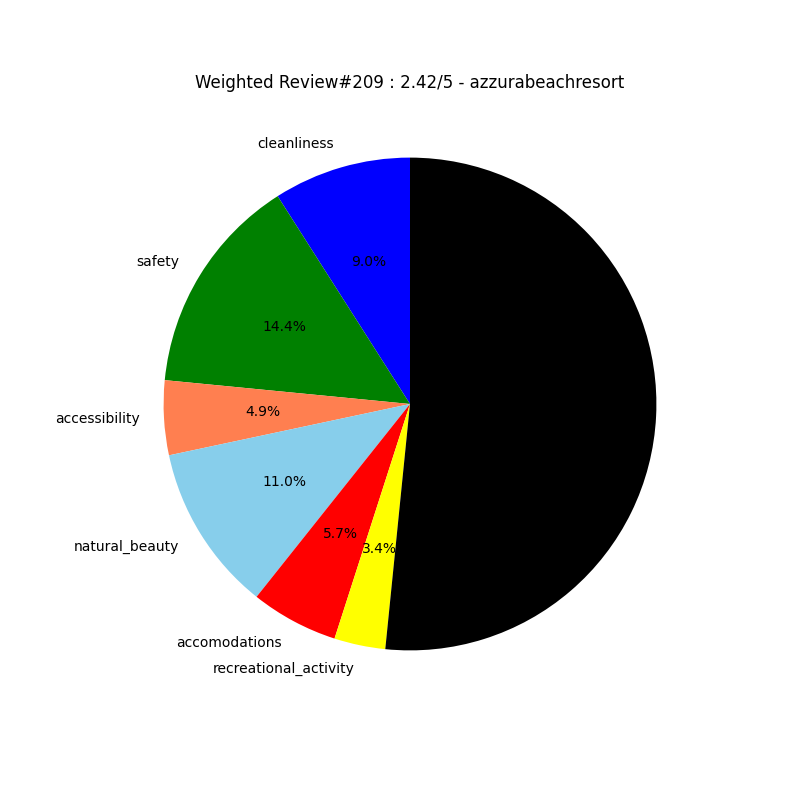 Weighted Review#209 : 2.42/5 - azzurabeachresort
cleanliness
9.0%
safety
14.4%
accessibility
4.9%
natural_beauty
11.0%
accomodations
5.7%
recreational_activity
3.4%